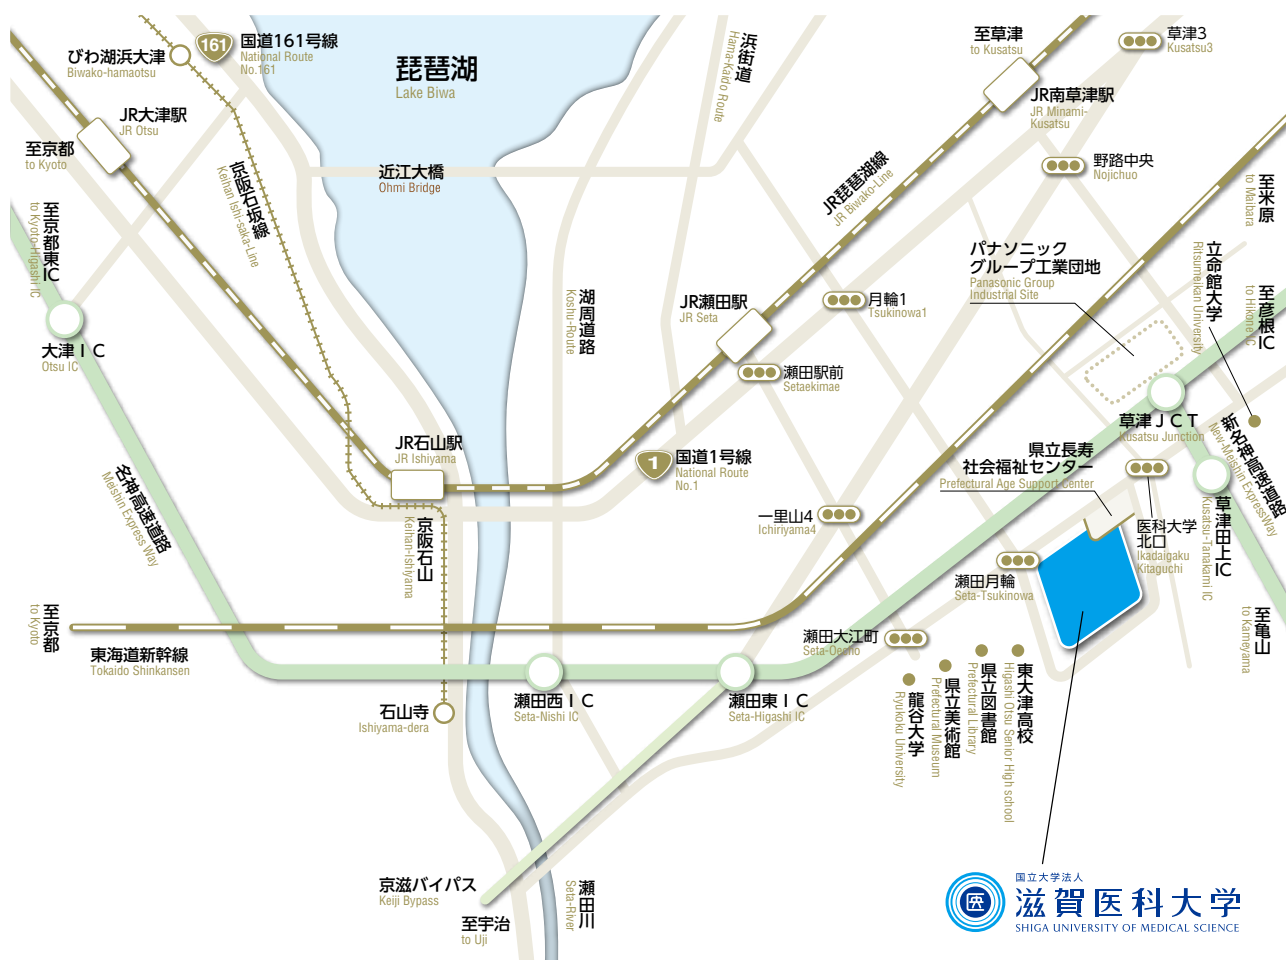 びわ湖浜大津
Biwako-hamaotsu
161
国道161号線
National Route
No.161
琵琶湖
Lake Biwa
浜街道
Hama-Kaido Route
至草津
to Kusatsu
草津3
Kusatsu3
JR大津駅
JR Otsu
至京都
to Kyoto
JR南草津駅
JR Minami-
Kusatsu
野路中央
Nojichuo
近江大橋
Ohmi Bridge
京阪石坂線
Keihan Ishi-saka-Line
JR琵琶湖線
JR Biwako-Line
至米原
to Maibara
至京都東IC
to Kyoto-Higashi IC
パナソニック
グループ工業団地
Panasonic Group
Industrial Site
立命館大学
Ritsumeikan University
至彦根IC
to Hikone IC
湖周道路
Koshu-Route
JR瀬田駅
JR Seta
月輪1
Tsukinowa1
大津IC
Otsu IC
瀬田駅前
Setaekimae
草津JCT
Kusatsu Junction
新名神高速道路
New-Meishin ExpressWay
JR石山駅
JR Ishiyama
1
国道1号線
National Route
No.1
県立長寿
社会福祉センター
Prefectural Age Support Center
名神高速道路
Meishin Express Way
京阪石山
Keihan-Ishiyama
一里山4
Ichiriyama4
医科大学
北口
Ikadaigaku
Kitaguchi
草津田上IC
Kusatsu-Tanakami IC
瀬田月輪
Seta-Tsukinowa
至京都
to Kyoto
至亀山
to Kameyama
東海道新幹線
Tokaido Shinkansen
瀬田大江町
Seta-Oecho
瀬田西IC
Seta-Nishi IC
瀬田東IC
Seta-Higashi IC
石山寺
Ishiyama-dera
龍谷大学
Ryukoku University
県立美術館
Prefectural Museum
県立図書館
Prefectural Library
東大津高校
Higashi Otsu Senior High school
京滋バイパス
Keiji Bypass
至宇治
to Uji
瀬田川
Seta-River
国立大学法人
滋賀医科大学
SHIGA UNIVERSITY OF MEDICAL SCIENCE